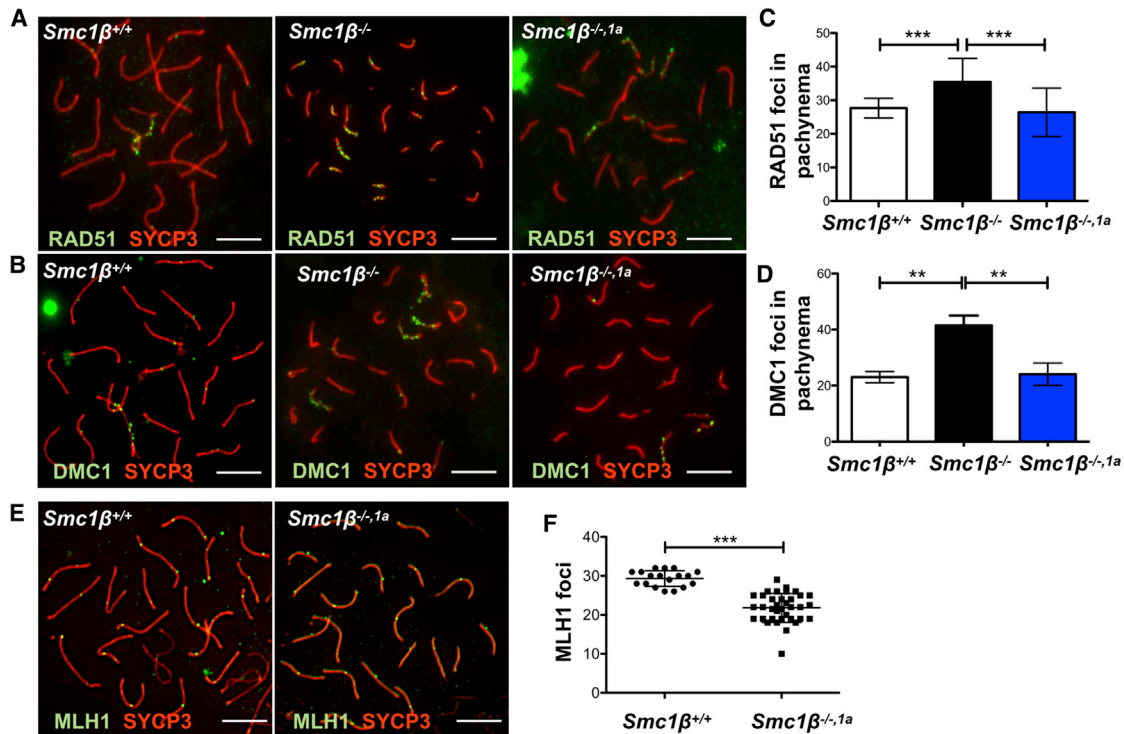 A
Smc1β+/+
Smc1β-/-
Smc1β-/-,1a
RAD51 SYCP3
RAD51 SYCP3
RAD51 SYCP3
B
Smc1β+/+
Smc1β-/-
Smc1β-/-,1a
DMC1 SYCP3
DMC1 SYCP3
DMC1 SYCP3
C
***
***
50
40
30
20
10
0
RAD51 foci in
pachynema
Smc1β+/+
Smc1β-/-
Smc1β-/-,1a
D
**
**
60
40
20
0
DMC1 foci in
pachynema
Smc1β+/+
Smc1β-/-
Smc1β-/-,1a
E
Smc1β+/+
Smc1β-/-,1a
MLH1 SYCP3
MLH1 SYCP3
F
***
40
30
20
10
0
MLH1 foci
Smc1β+/+
Smc1β-/-,1a